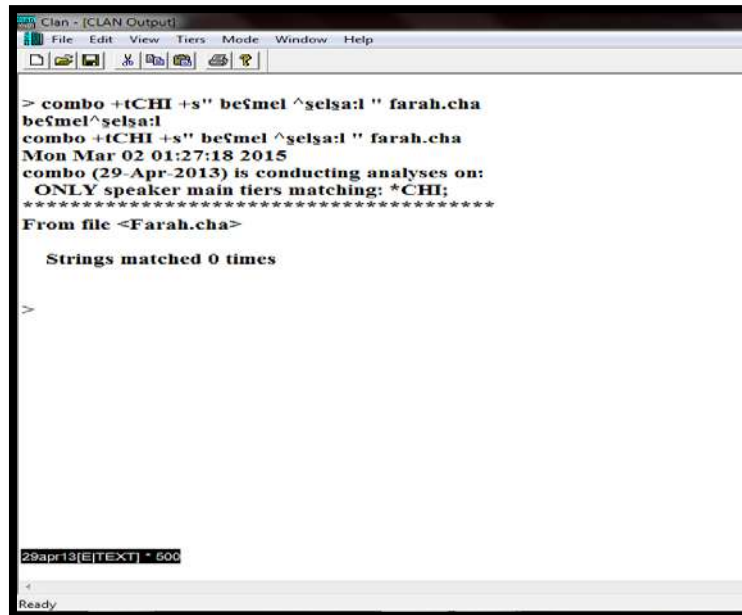 Clan - [CLAN Output]
File Edit View Tiers Mode Window Help
> combo +tCHI +s" beʕmel ^ṣelṣa:l " farah.cha
beʕmel^ṣelṣa:l
combo +tCHI +s" beʕmel ^ṣelṣa:l " farah.cha
Mon Mar 02 01:27:18 2015
combo (29-Apr-2013) is conducting analyses on:
ONLY speaker main tiers matching: *CHI;
****************************************
From file <Farah.cha>
Strings matched 0 times
>
29apr13[E|TEXT] * 500
Ready